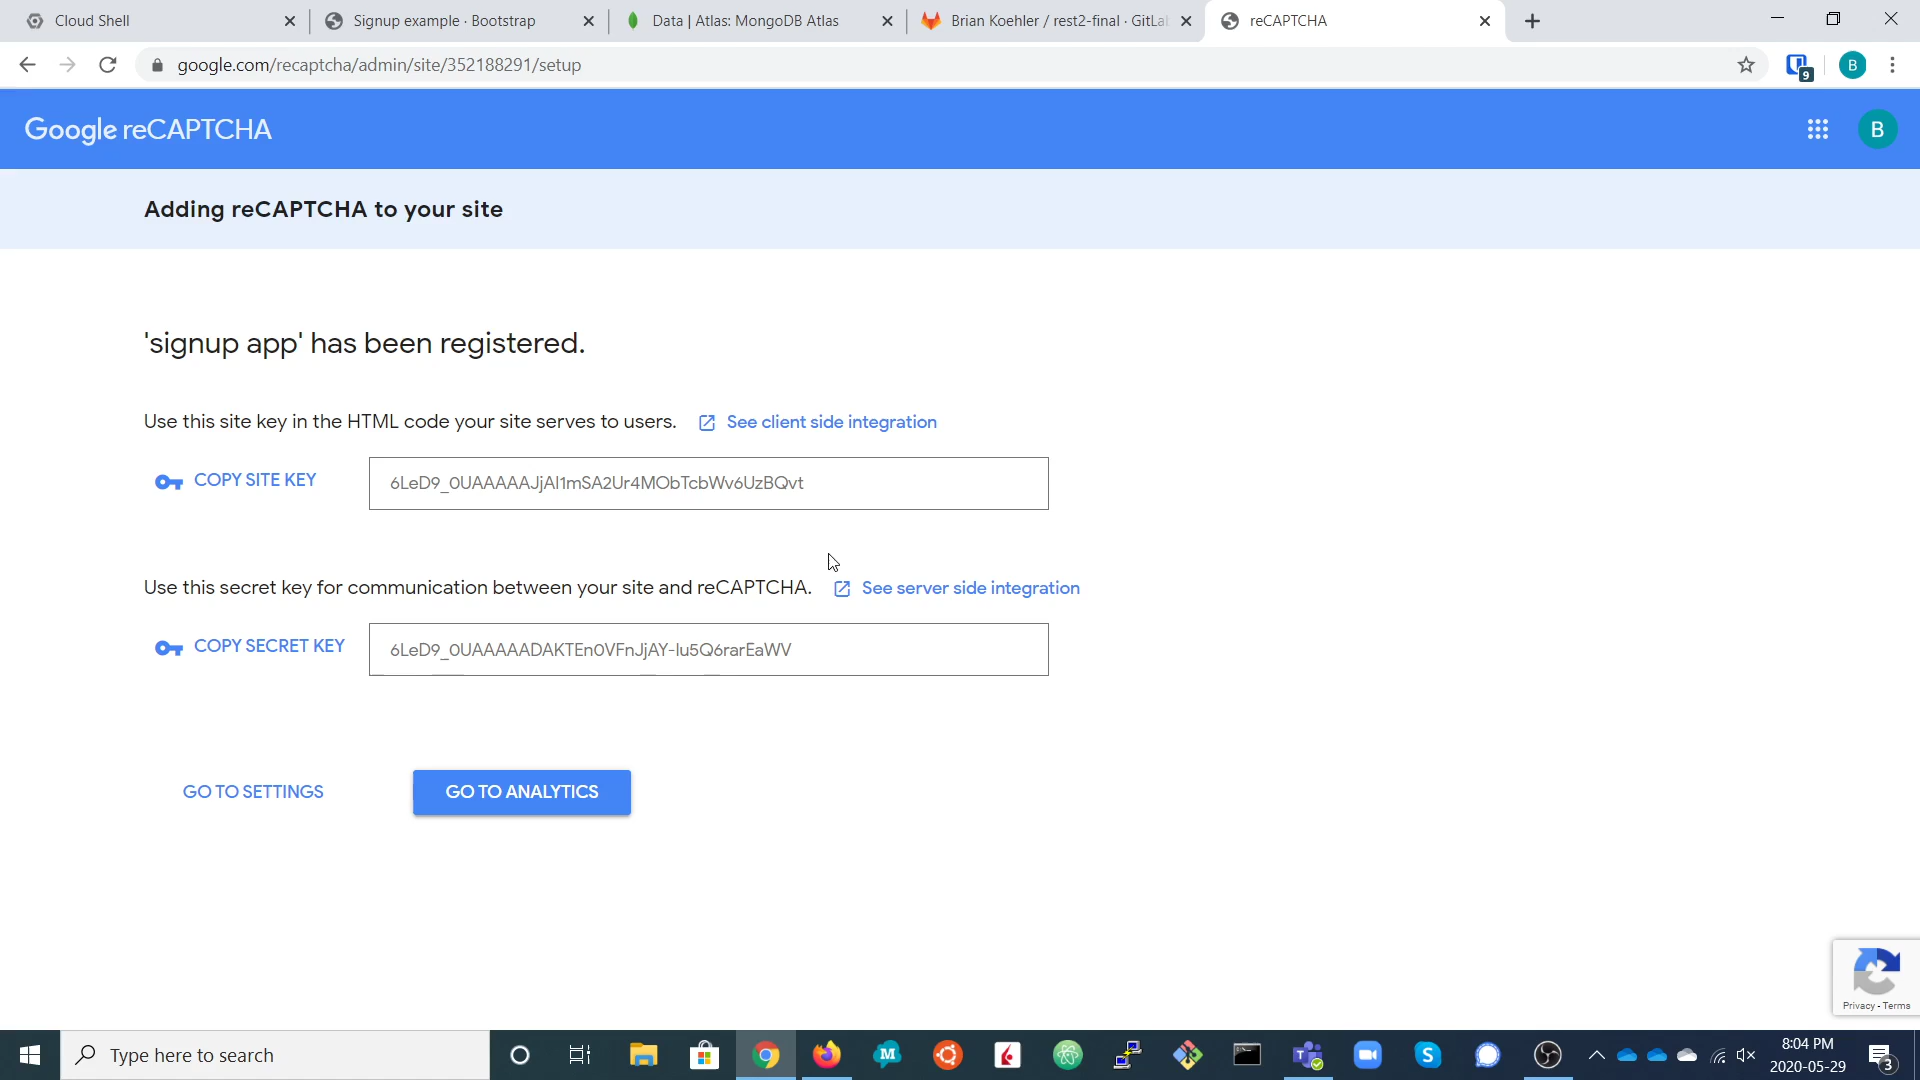 Cloud Shell
Signup example · Bootstrap
Data | Atlas: MongoDB Atlas
Brian Koehler / rest2-final · GitLab
reCAPTCHA
google.com/recaptcha/admin/site/352188291/setup
9
B
Google reCAPTCHA
B
Adding reCAPTCHA to your site
'signup app' has been registered.
Use this site key in the HTML code your site serves to users. See client side integration
COPY SITE KEY
6LeD9_0UAAAAAJjAl1mSA2Ur4MObTcbWv6UzBQvt
Use this secret key for communication between your site and reCAPTCHA. See server side integration
COPY SECRET KEY
6LeD9_0UAAAAADAKTEn0VFnJjAY-Iu5Q6rarEaWV
GO TO SETTINGS
GO TO ANALYTICS
Privacy - Terms
Type here to search
8:04 PM
2020-05-29
3